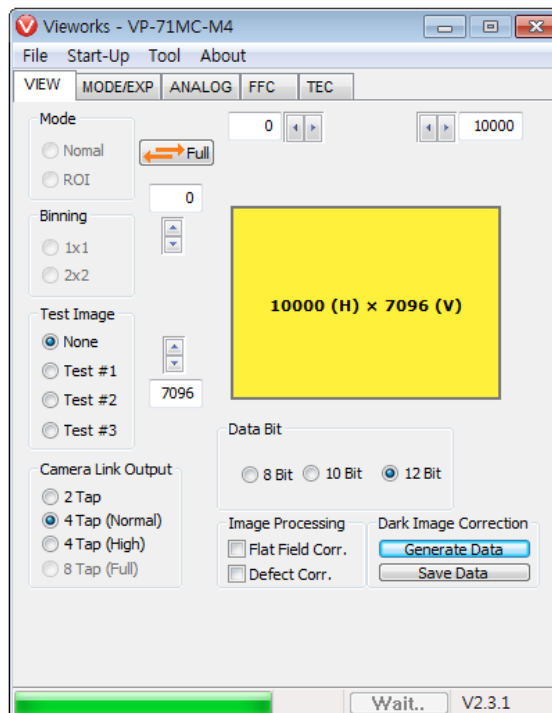 Vieworks - VP-71MC-M4
File Start-Up Tool About
VIEW MODE/EXP ANALOG FFC TEC
Mode
Nomal
ROI
Full
0
10000
0
Binning
1x1
2x2
10000 (H) × 7096 (V)
Test Image
None
Test #1
Test #2
Test #3
7096
Data Bit
8 Bit 10 Bit 12 Bit
Camera Link Output
2 Tap
4 Tap (Normal)
4 Tap (High)
8 Tap (Full)
Image Processing
Flat Field Corr.
Defect Corr.
Dark Image Correction
Generate Data
Save Data
Wait.. V2.3.1